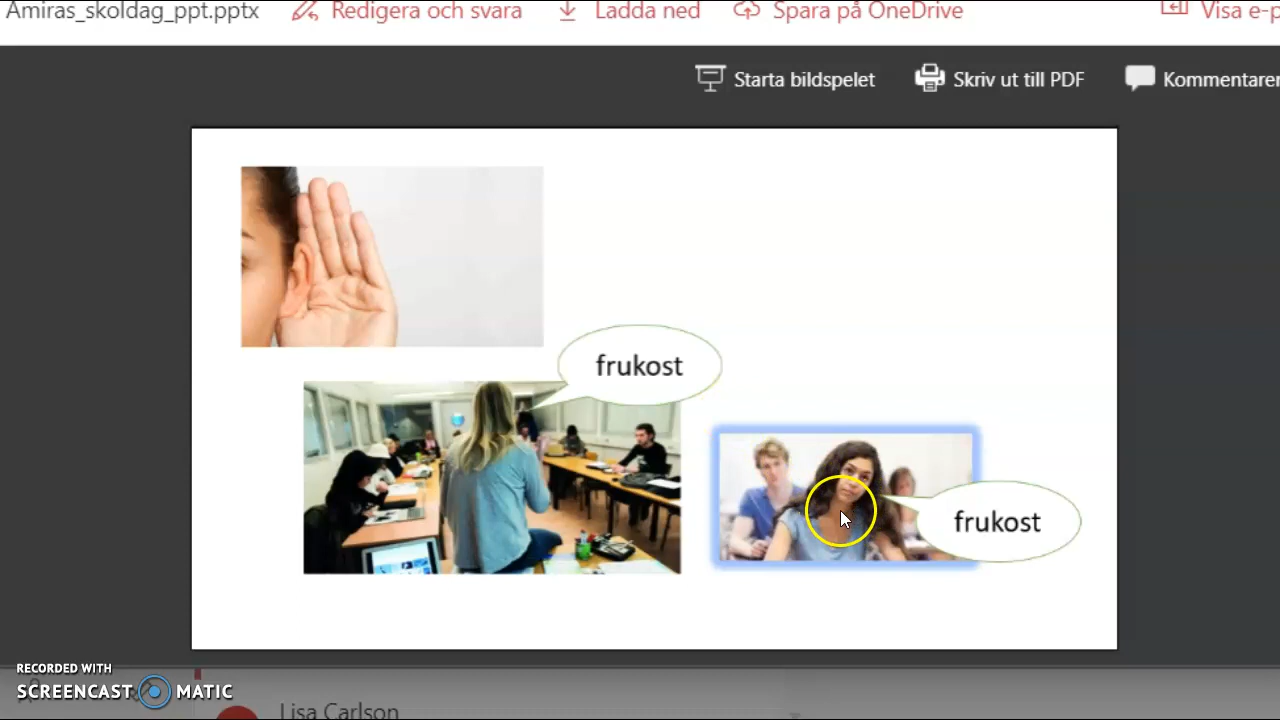 Amiras_skoldag_ppt.pptx Redigera och svara Ladda ned Spara på OneDrive Visa e-p
Starta bildspelet Skriv ut till PDF Kommentarer
frukost
frukost
RECORDED WITH
SCREENCAST MATIC
Lisa Carlson